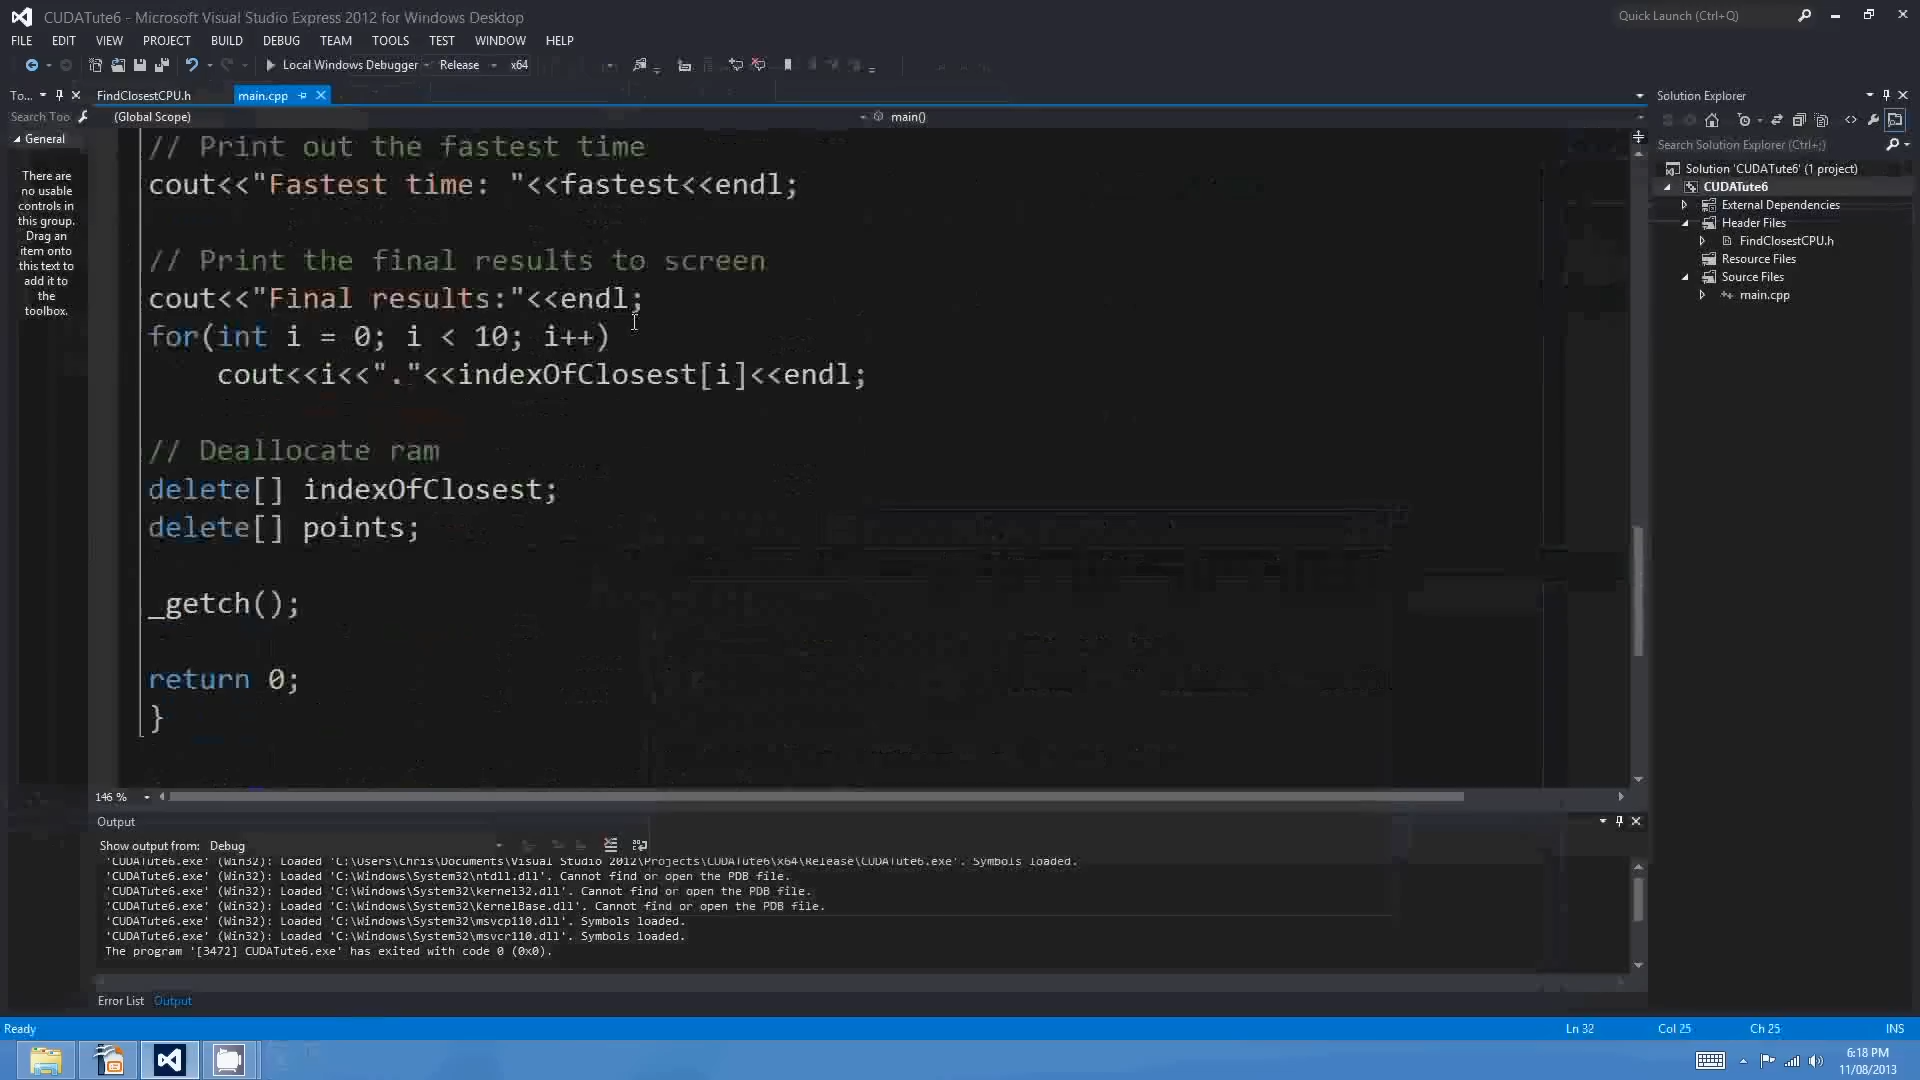 CUDATute6 - Microsoft Visual Studio Express 2012 for Windows Desktop
Quick Launch (Ctrl+Q)
FILE EDIT VIEW PROJECT BUILD DEBUG TEAM TOOLS TEST WINDOW HELP
Local Windows Debugger Release x64
To... FindClosestCPU.h main.cpp
Search Too
(Global Scope) main()
General
There are
no usable
controls in
this group.
Drag an
item onto
this text to
add it to
the
toolbox.
// Print out the fastest time
cout<<"Fastest time: "<<fastest<<endl;
// Print the final results to screen
cout<<"Final results:"<<endl;
for(int i = 0; i < 10; i++)
cout<<i<<"."<<indexOfClosest[i]<<endl;
// Deallocate ram
delete[] indexOfClosest;
delete[] points;
_getch();
return 0;
}
146 %
Solution Explorer
Search Solution Explorer (Ctrl+;)
Solution 'CUDATute6' (1 project)
CUDATute6
External Dependencies
Header Files
FindClosestCPU.h
Resource Files
Source Files
main.cpp
Output
Show output from: Debug
'CUDATute6.exe' (Win32): Loaded 'C:\Users\Chris\Documents\Visual Studio 2012\Projects\CUDATute6\x64\Release\CUDATute6.exe'. Symbols loaded.
'CUDATute6.exe' (Win32): Loaded 'C:\Windows\System32\ntdll.dll'. Cannot find or open the PDB file.
'CUDATute6.exe' (Win32): Loaded 'C:\Windows\System32\kernel32.dll'. Cannot find or open the PDB file.
'CUDATute6.exe' (Win32): Loaded 'C:\Windows\System32\KernelBase.dll'. Cannot find or open the PDB file.
'CUDATute6.exe' (Win32): Loaded 'C:\Windows\System32\msvcp110.dll'. Symbols loaded.
'CUDATute6.exe' (Win32): Loaded 'C:\Windows\System32\msvcr110.dll'. Symbols loaded.
The program '[3472] CUDATute6.exe' has exited with code 0 (0x0).
Error List Output
Ready
Ln 32 Col 25 Ch 25 INS
6:18 PM
11/08/2013